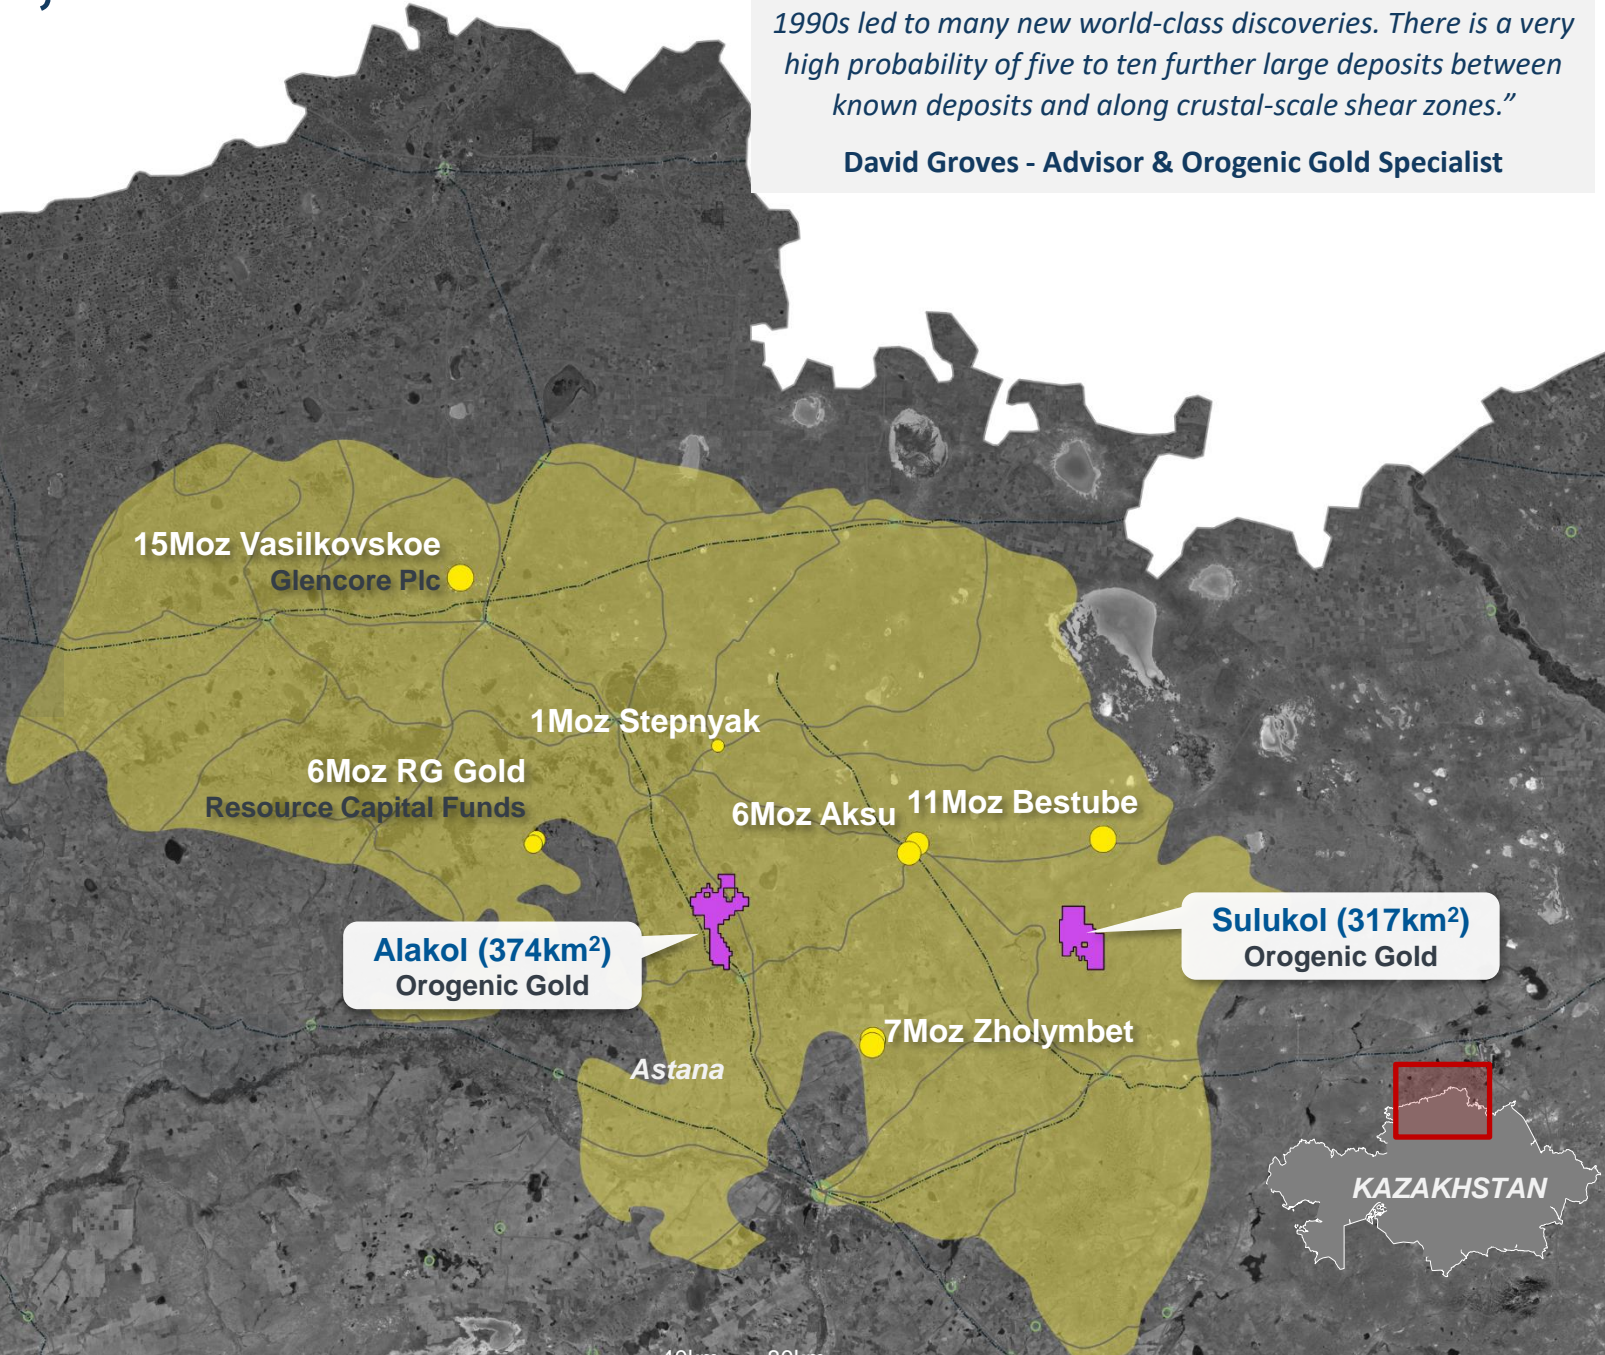 1990s led to many new world-class discoveries. There is a very
high probability of five to ten further large deposits between
known deposits and along crustal-scale shear zones.”
David Groves - Advisor & Orogenic Gold Specialist
15Moz Vasilkovskoe
Glencore Plc
1Moz Stepnyak
6Moz RG Gold
Resource Capital Funds
6Moz Aksu
11Moz Bestube
Alakol (374km²)
Orogenic Gold
Sulukol (317km²)
Orogenic Gold
7Moz Zholymbet
Astana
KAZAKHSTAN